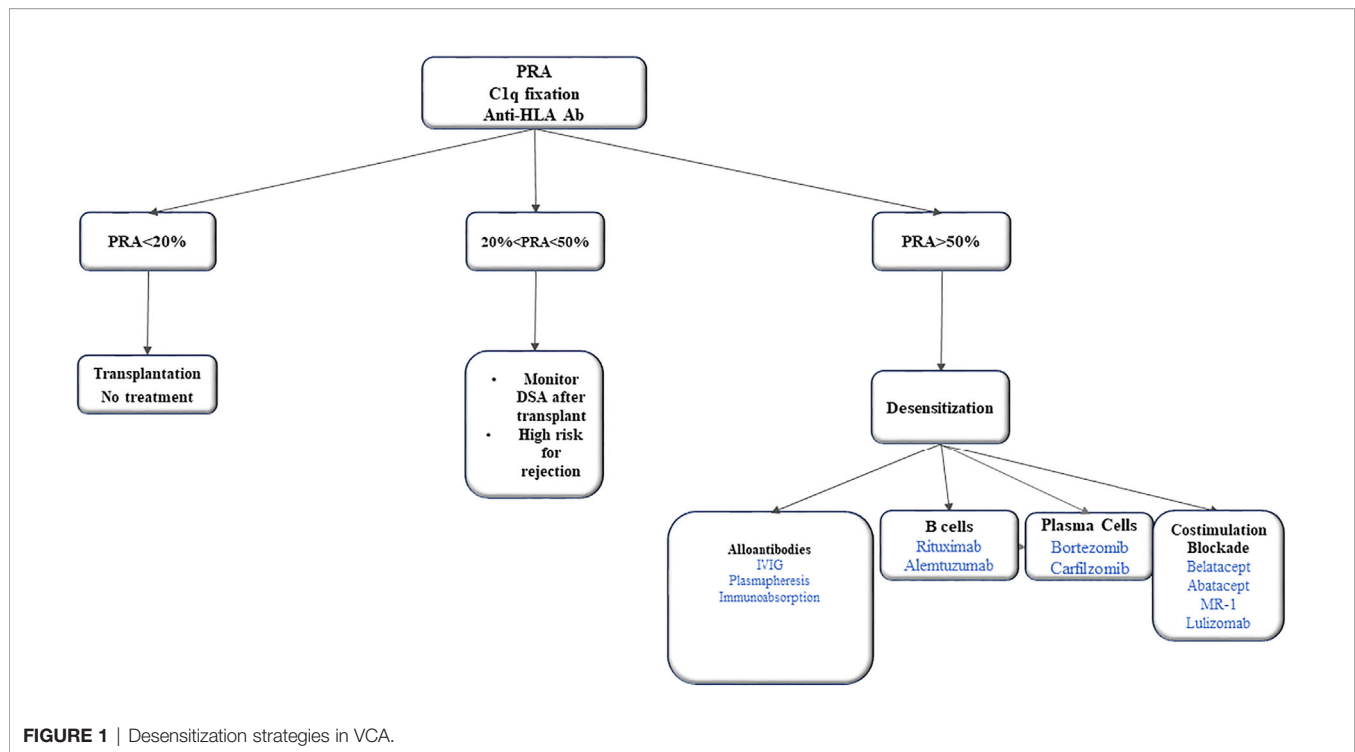 PRA
C1q fixation
Anti-HLA Ab
PRA<20%
20%<PRA<50%
PRA>50%
Transplantation
No treatment
• Monitor
DSA after
transplant
• High risk
for
rejection
Desensitization
Alloantibodies
IVIG
Plasmapheresis
Immunoabsorption
B cells
Rituximab
Alemtuzumab
Plasma Cells
Bortezomib
Carfilzomib
Costimulation
Blockade
Belatacept
Abatacept
MR-1
Lulizomab
FIGURE 1 | Desensitization strategies in VCA.